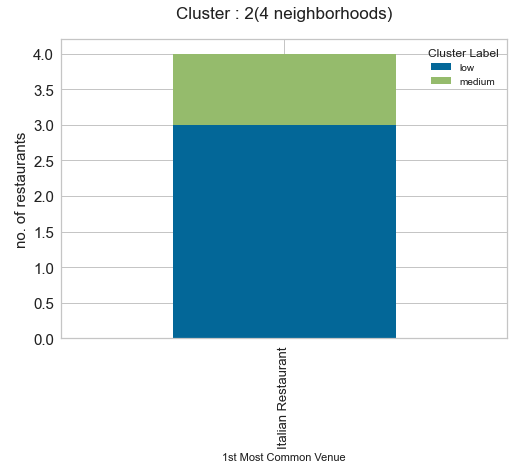 Cluster : 2(4 neighborhoods)
4.0
3.5
3.0
2.5
2.0
1.5
1.0
0.5
0.0
no. of restaurants
Cluster Label
low
medium
Italian Restaurant
1st Most Common Venue